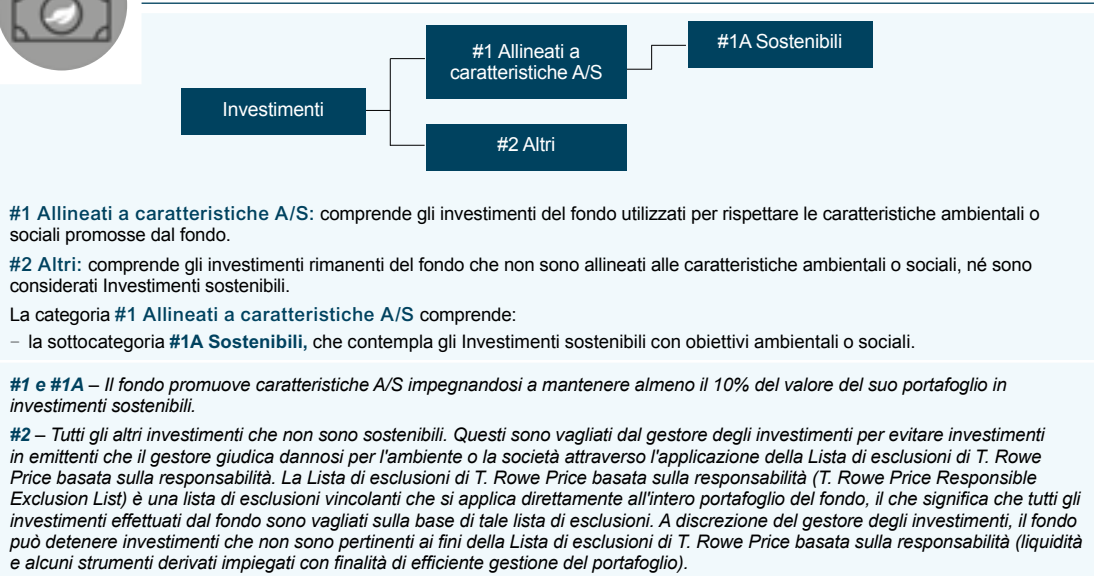 #1 Allineati a
caratteristiche A/S
#1A Sostenibili
Investimenti
#2 Altri
#1 Allineati a caratteristiche A/S: comprende gli investimenti del fondo utilizzati per rispettare le caratteristiche ambientali o
sociali promosse dal fondo.
#2 Altri: comprende gli investimenti rimanenti del fondo che non sono allineati alle caratteristiche ambientali o sociali, né sono
considerati Investimenti sostenibili.
La categoria #1 Allineati a caratteristiche A/S comprende:
– la sottocategoria #1A Sostenibili, che contempla gli Investimenti sostenibili con obiettivi ambientali o sociali.
#1 e #1A – Il fondo promuove caratteristiche A/S impegnandosi a mantenere almeno il 10% del valore del suo portafoglio in
investimenti sostenibili.
#2 – Tutti gli altri investimenti che non sono sostenibili. Questi sono vagliati dal gestore degli investimenti per evitare investimenti
in emittenti che il gestore giudica dannosi per l'ambiente o la società attraverso l'applicazione della Lista di esclusioni di T. Rowe
Price basata sulla responsabilità. La Lista di esclusioni di T. Rowe Price basata sulla responsabilità (T. Rowe Price Responsible
Exclusion List) è una lista di esclusioni vincolanti che si applica direttamente all'intero portafoglio del fondo, il che significa che tutti gli
investimenti effettuati dal fondo sono vagliati sulla base di tale lista di esclusioni. A discrezione del gestore degli investimenti, il fondo
può detenere investimenti che non sono pertinenti ai fini della Lista di esclusioni di T. Rowe Price basata sulla responsabilità (liquidità
e alcuni strumenti derivati impiegati con finalità di efficiente gestione del portafoglio).